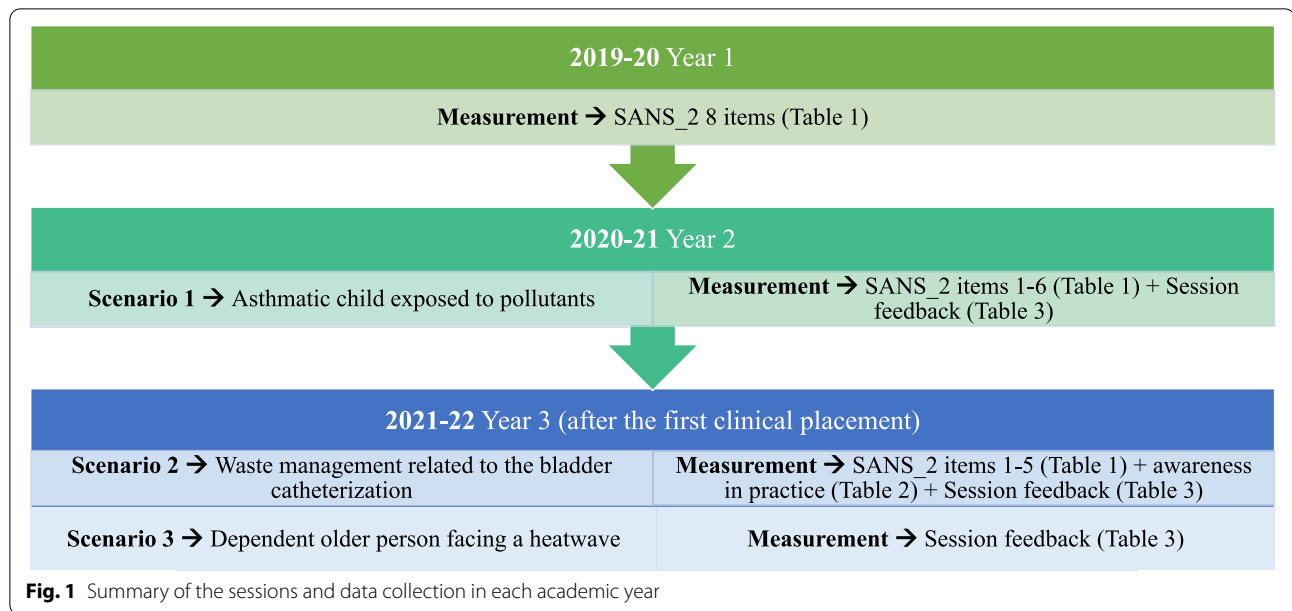 2019-20 Year 1
Measurement → SANS_2 8 items (Table 1)
2020-21 Year 2
Scenario 1 → Asthmatic child exposed to pollutants
Measurement → SANS_2 items 1-6 (Table 1) + Session
feedback (Table 3)
2021-22 Year 3 (after the first clinical placement)
Scenario 2 → Waste management related to the bladder
catheterization
Measurement → SANS_2 items 1-5 (Table 1) + awareness
in practice (Table 2) + Session feedback (Table 3)
Scenario 3 → Dependent older person facing a heatwave
Measurement → Session feedback (Table 3)
Fig. 1 Summary of the sessions and data collection in each academic year